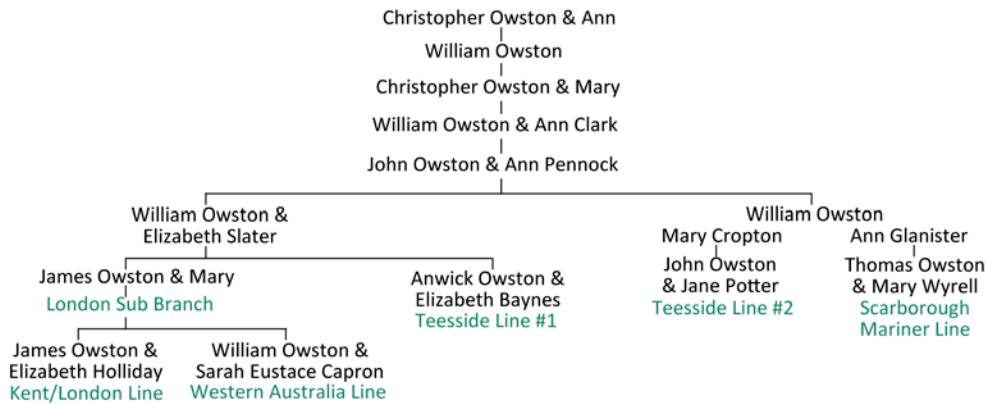 Christopher Owston & Ann
William Owston
Christopher Owston & Mary
William Owston & Ann Clark
John Owston & Ann Pennock
William Owston &
Elizabeth Slater
William Owston
Mary Cropton
Ann Glanister
James Owston & Mary
London Sub Branch
Anwick Owston &
Elizabeth Baynes
Teesside Line #1
John Owston
& Jane Potter
Teesside Line #2
Thomas Owston
& Mary Wyrell
Scarborough
Mariner Line
James Owston &
Elizabeth Holliday
Kent/London Line
William Owston &
Sarah Eustace Capron
Western Australia Line